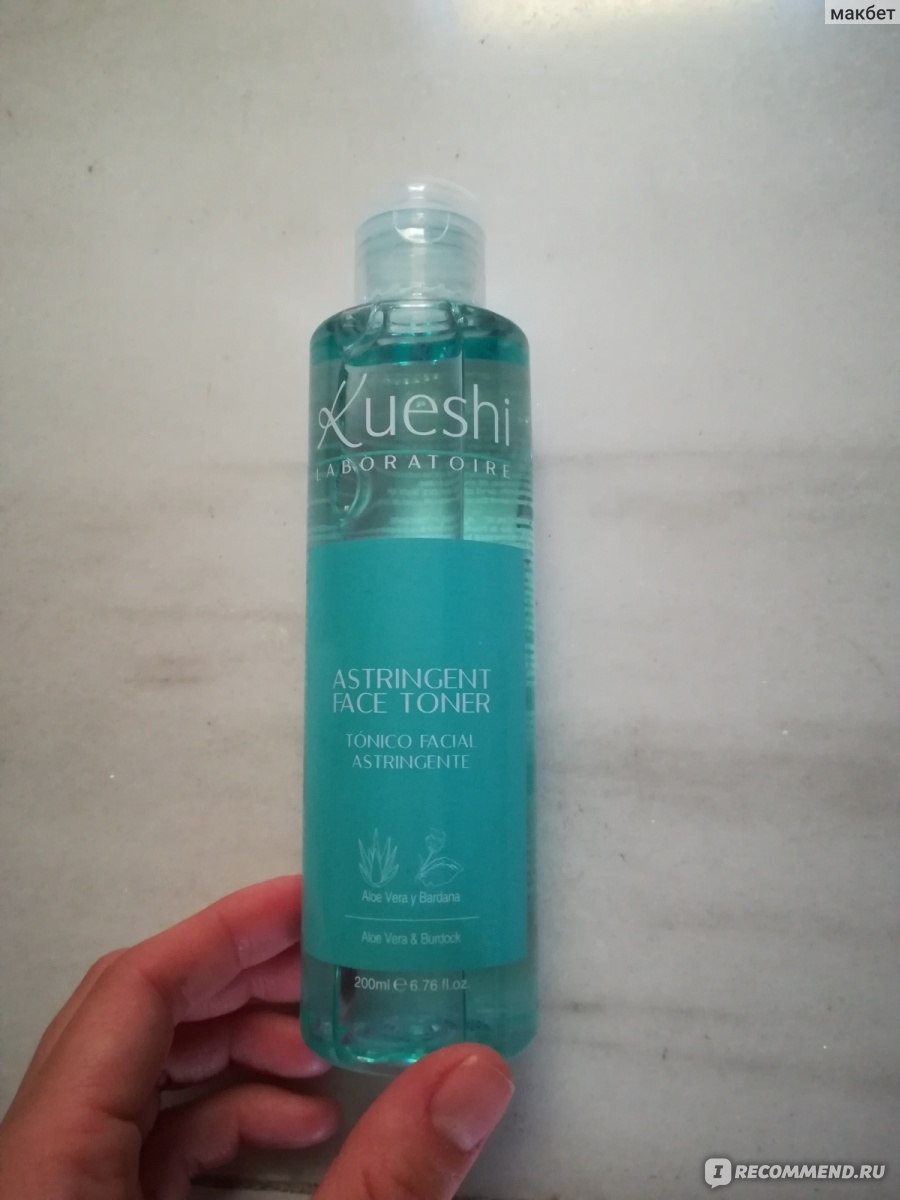 макбет
Kueshi
LABORATOIRE
ASTRINGENT
FACE TONER
TÓNICO FACIAL
ASTRINGENTE
Aloe Vera y Bardana
Aloe Vera & Burdock
200ml ℮ 6.76 fl.oz
IRECOMMEND.RU